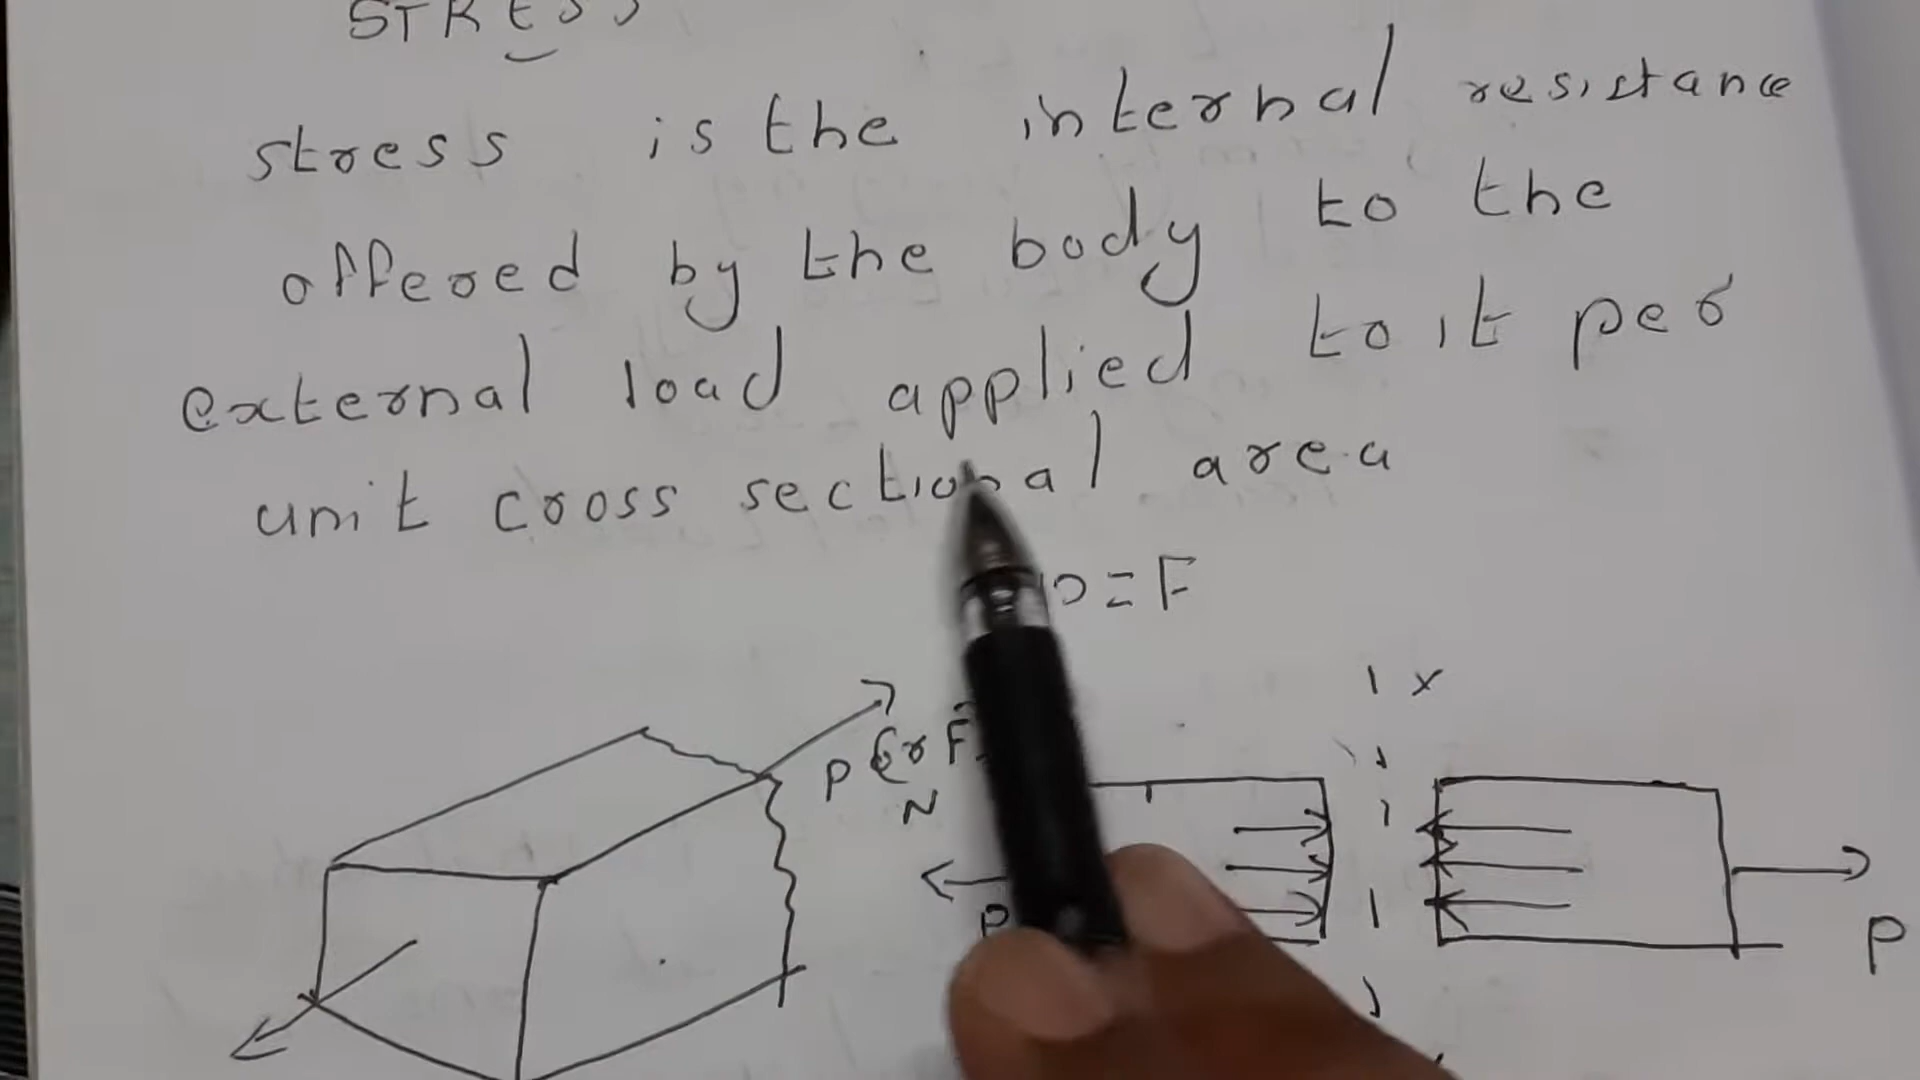 STRESS
stress is the internal resistance
offered by the body to the
external load applied to it per
unit cross sectional area
P=F
x
P (or F
N
P
P